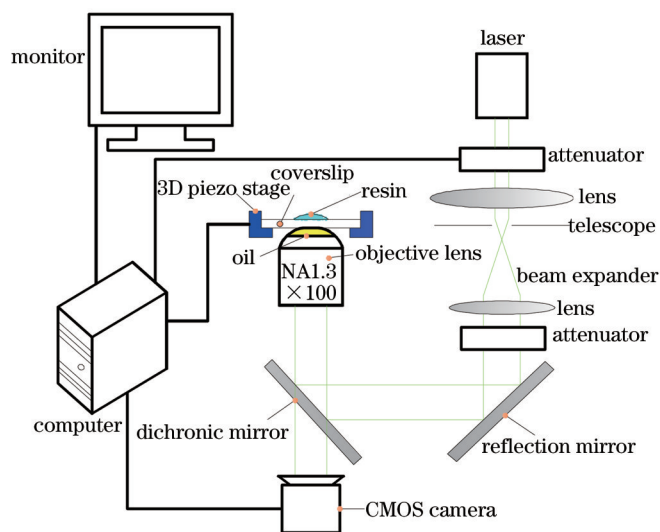 monitor
laser
attenuator
coverslip
3D piezo stage
resin
lens
telescope
oil
objective lens
NA1.3
×100
beam expander
lens
attenuator
computer
dichronic mirror
reflection mirror
CMOS camera